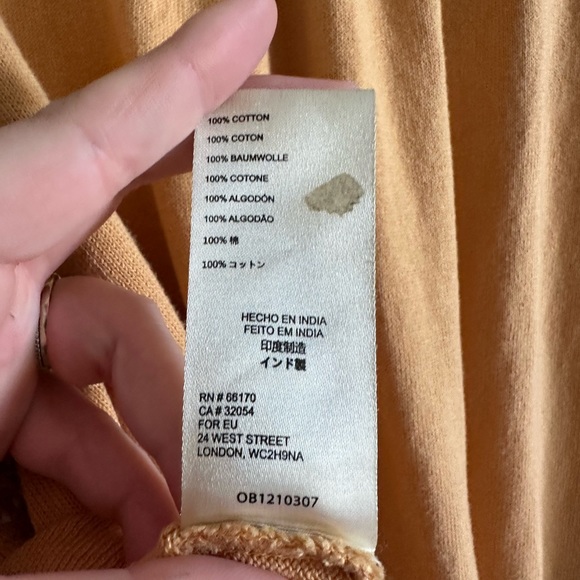 100% COTTON
100% COTON
100% BAUMWOLLE
100% COTONE
100% ALGODÓN
100% ALGODÃO
100% 棉
100% コットン
HECHO EN INDIA
FEITO EM INDIA
印度制造
インド製
RN # 66170
CA # 32054
FOR EU
24 WEST STREET
LONDON, WC2H9NA
OB1210307